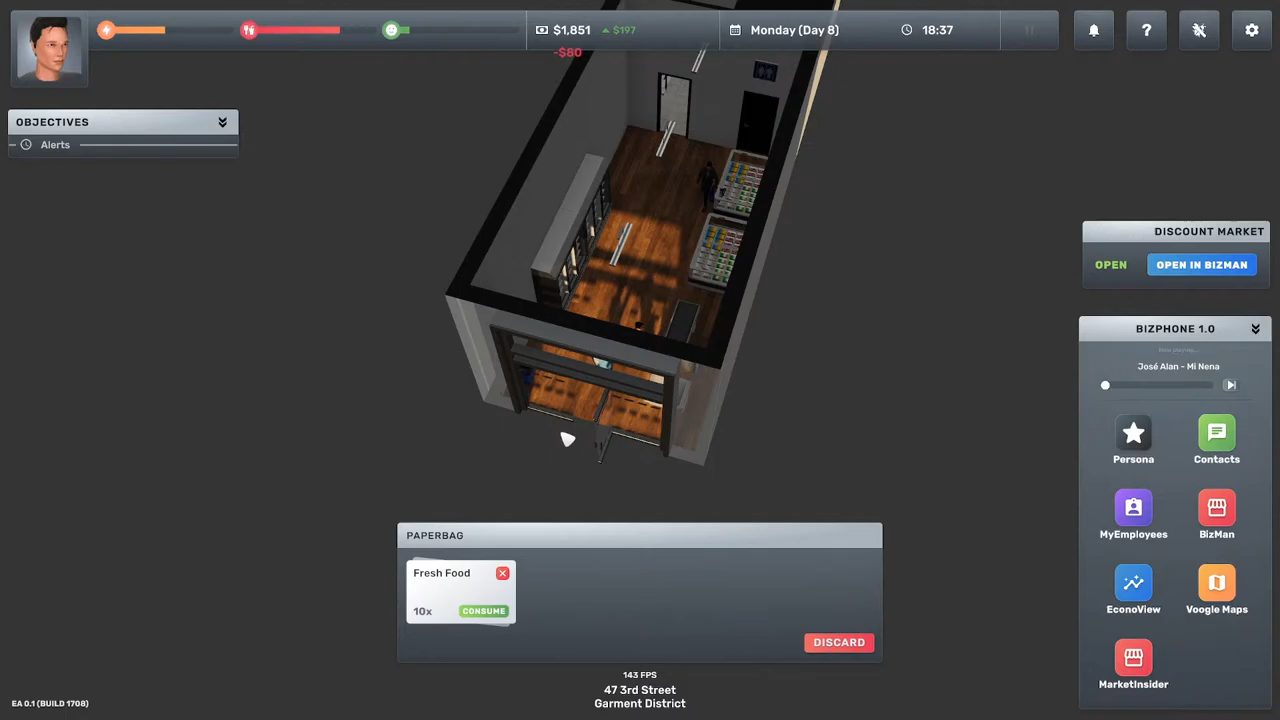 $1,851
$197
Monday (Day 8)
18:37
-$80
OBJECTIVES
Alerts
DISCOUNT MARKET
OPEN
OPEN IN BIZMAN
BIZPHONE 1.0
Now playing...
José Alan - Mi Nena
Persona
Contacts
MyEmployees
BizMan
EconoView
Voogle Maps
MarketInsider
PAPERBAG
Fresh Food
10x
CONSUME
DISCARD
143 FPS
47 3rd Street
Garment District
EA 0.1 (BUILD 1708)